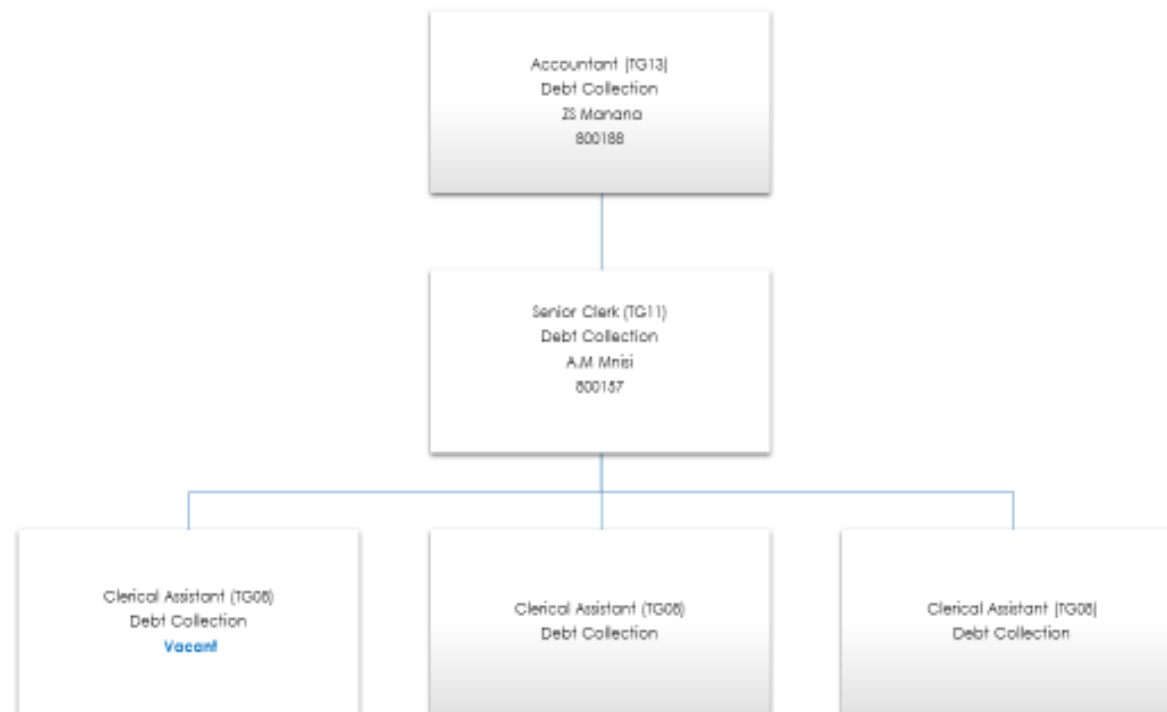 Accountant (TG13)
Debt Collection
ZS Manana
800188
Senior Clerk (TG11)
Debt Collection
A.M Mnisi
800157
Clerical Assistant (TG08)
Debt Collection
Vacant
Clerical Assistant (TG08)
Debt Collection
Clerical Assistant (TG08)
Debt Collection